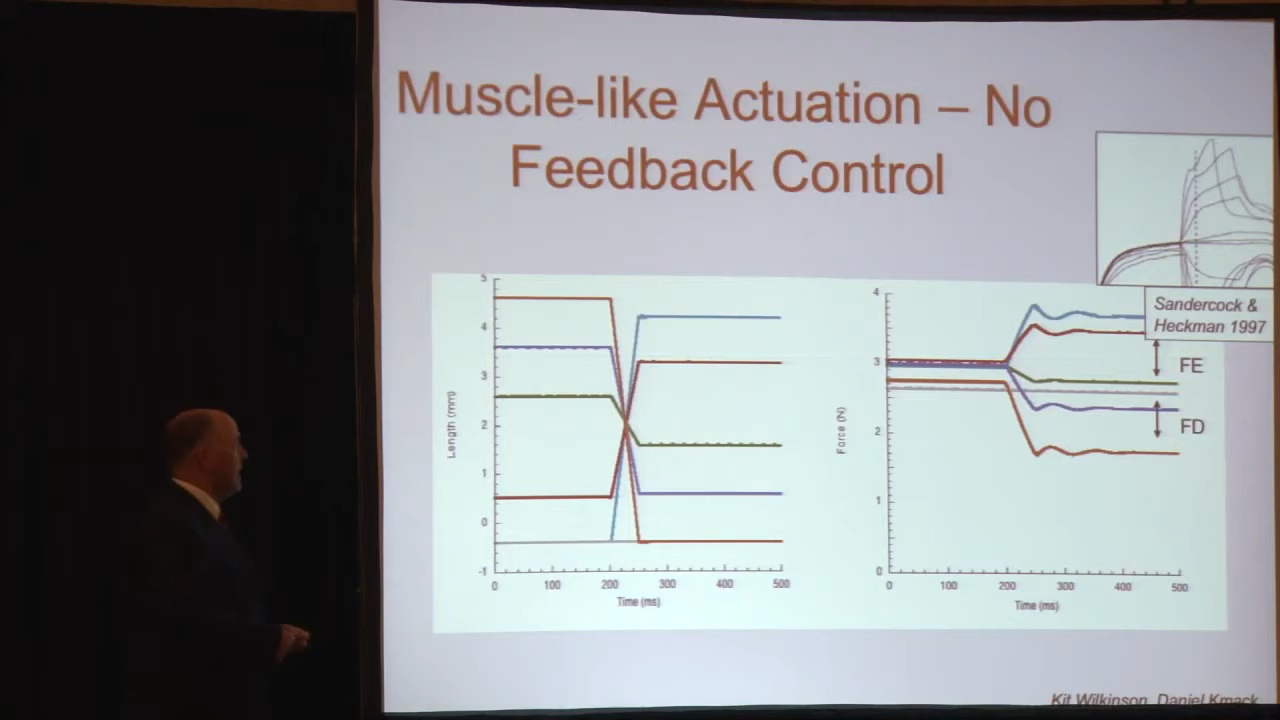 Muscle-like Actuation – No
Feedback Control
Sandercock &
Heckman 1997
5
4
3
2
1
0
-1
Length (mm)
0 100 200 300 400 500
Time (ms)
4
3
2
1
0
Force (N)
0 100 200 300 400 500
Time (ms)
FE
FD
Kit Wilkinson, Daniel Kmack